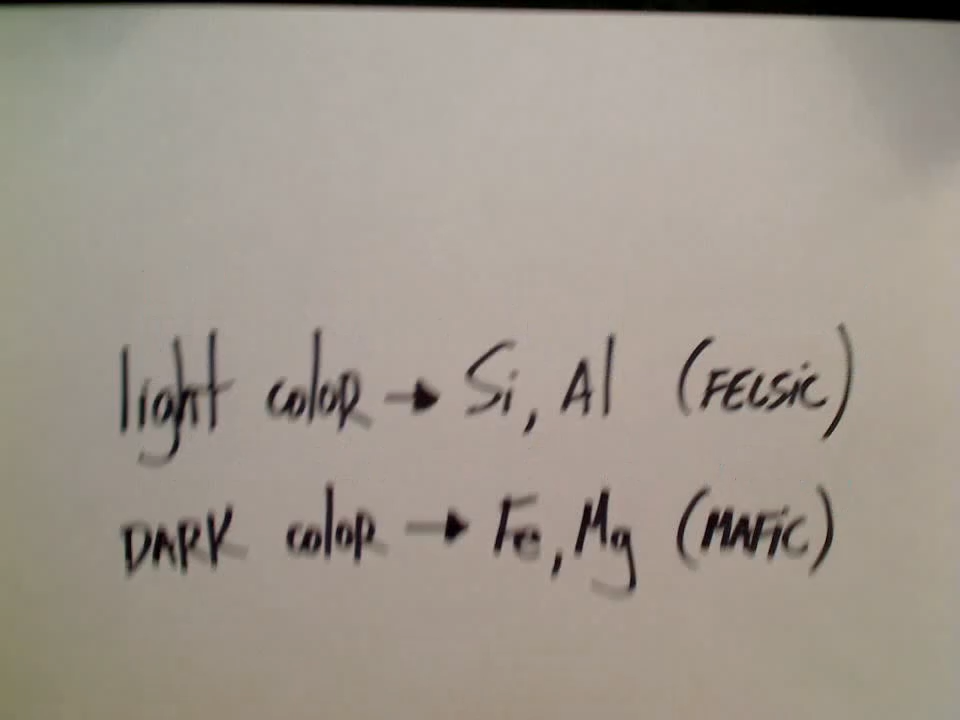 light color → Si, Al (FELSiC)
DARK color → Fe, Mg (MAFiC)